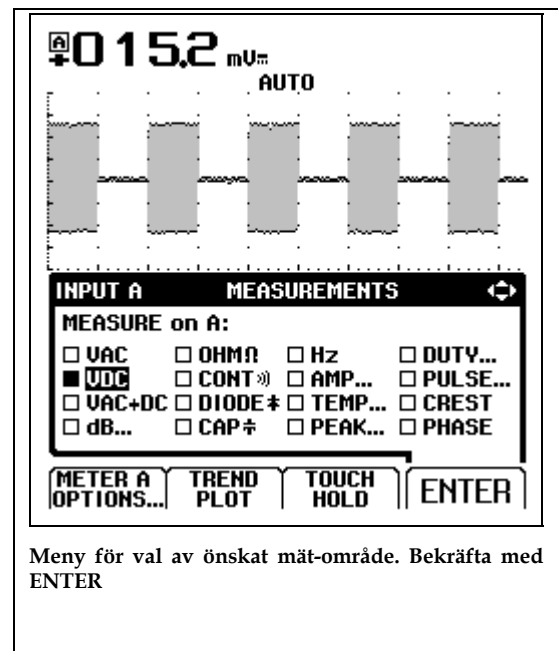 A 015.2 mV
AUTO
INPUT A MEASUREMENTS
MEASURE on A:
□ VAC □ OHM Ω □ Hz □ DUTY...
■ VDC □ CONT □ AMP... □ PULSE...
□ VAC+DC □ DIODE □ TEMP... □ CREST
□ dB... □ CAP □ PEAK... □ PHASE
METER A OPTIONS... TREND PLOT TOUCH HOLD ENTER
Meny för val av önskat mät-område. Bekräfta med
ENTER